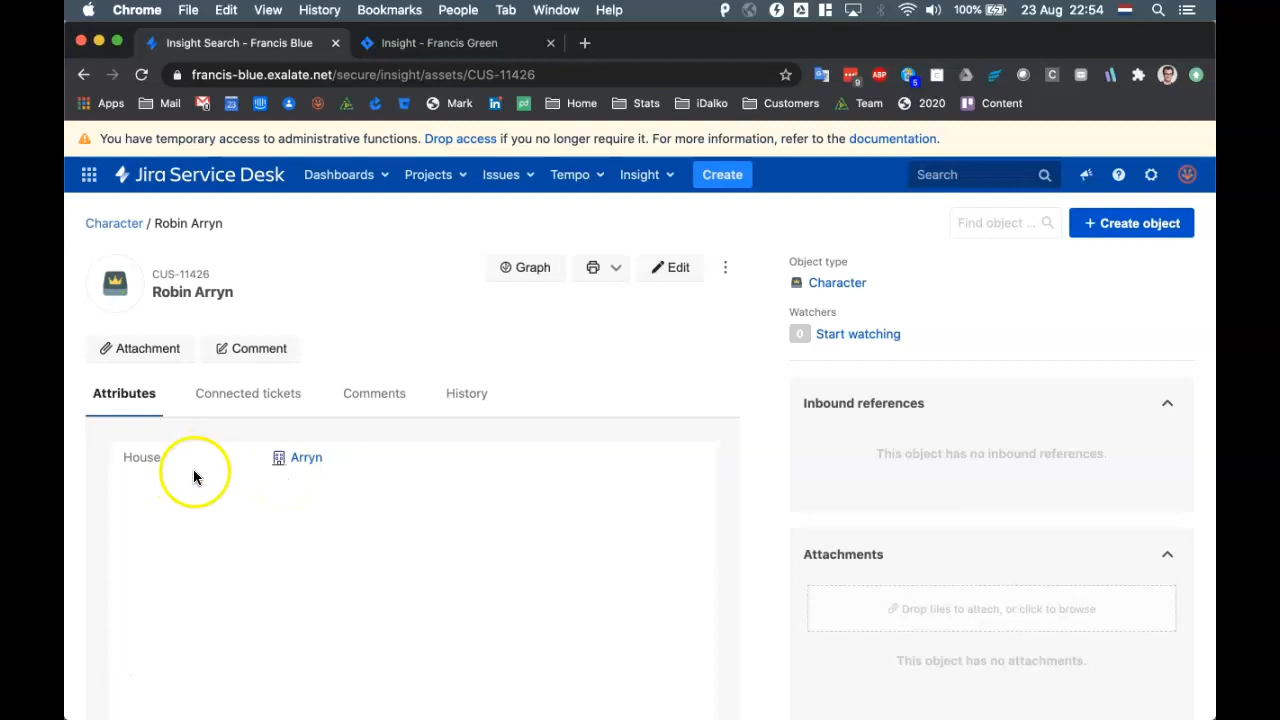 Chrome File Edit View History Bookmarks People Tab Window Help 100% 23 Aug 22:54
Insight Search - Francis Blue Insight - Francis Green
francis-blue.exalate.net/secure/insight/assets/CUS-11426
Apps Mail Mark Home Stats iDalko Customers Team 2020 Content
You have temporary access to administrative functions. Drop access if you no longer require it. For more information, refer to the documentation.
Jira Service Desk Dashboards Projects Issues Tempo Insight Create Search
Character / Robin Arryn Find object ... + Create object
CUS-11426
Robin Arryn
Graph Edit
Object type
Character
Watchers
0 Start watching
Attachment Comment
Attributes Connected tickets Comments History
House Arryn
Inbound references
This object has no inbound references.
Attachments
Drop files to attach, or click to browse
This object has no attachments.